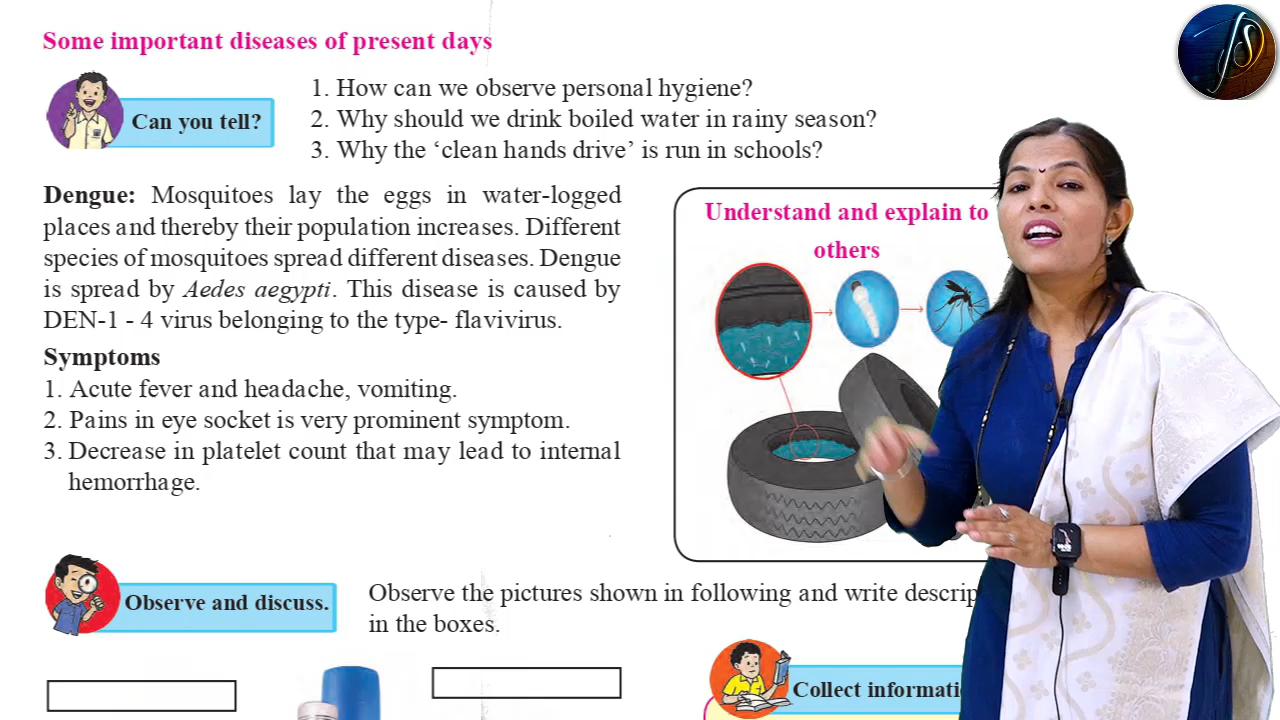 Some important diseases of present days
Can you tell?
1. How can we observe personal hygiene?
2. Why should we drink boiled water in rainy season?
3. Why the ‘clean hands drive’ is run in schools?
Dengue: Mosquitoes lay the eggs in water-logged
places and thereby their population increases. Different
species of mosquitoes spread different diseases. Dengue
is spread by Aedes aegypti. This disease is caused by
DEN-1 - 4 virus belonging to the type- flavivirus.
Symptoms
1. Acute fever and headache, vomiting.
2. Pains in eye socket is very prominent symptom.
3. Decrease in platelet count that may lead to internal
hemorrhage.
Understand and explain to
others
Observe and discuss.
Observe the pictures shown in following and write
in the boxes.
Collect